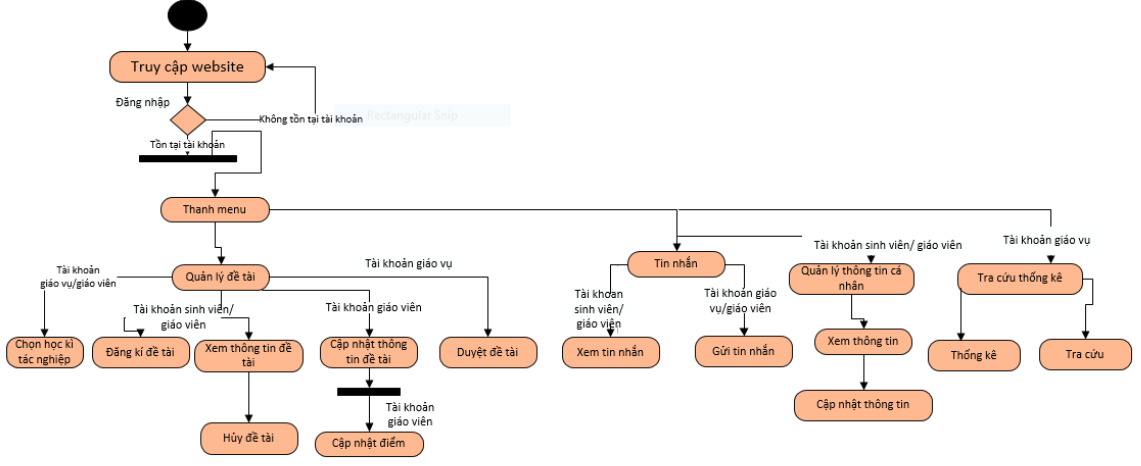 Truy cập website
Đăng nhập
Không tồn tại tài khoản
Rectangular Snip
Tồn tại tài khoản
Thanh menu
Tài khoản
giáo vụ/giáo viên
Quản lý đề tài
Tài khoản giáo vụ
Tin nhắn
Tài khoản sinh viên/ giáo viên
Tài khoản giáo vụ
Quản lý thông tin cá
nhân
Tra cứu thống kê
Tài khoản sinh viên/
giáo viên
Tài khoản giáo viên
Tài khoản
sinh viên/
giáo viên
Tài khoản giáo
vụ/giáo viên
Chọn học kì
tác nghiệp
Đăng kí đề tài
Xem thông tin đề
tài
Cập nhật thông
tin đề tài
Duyệt đề tài
Xem tin nhắn
Gửi tin nhắn
Xem thông tin
Thống kê
Tra cứu
Tài khoản
giáo viên
Cập nhật thông tin
Hủy đề tài
Cập nhật điểm